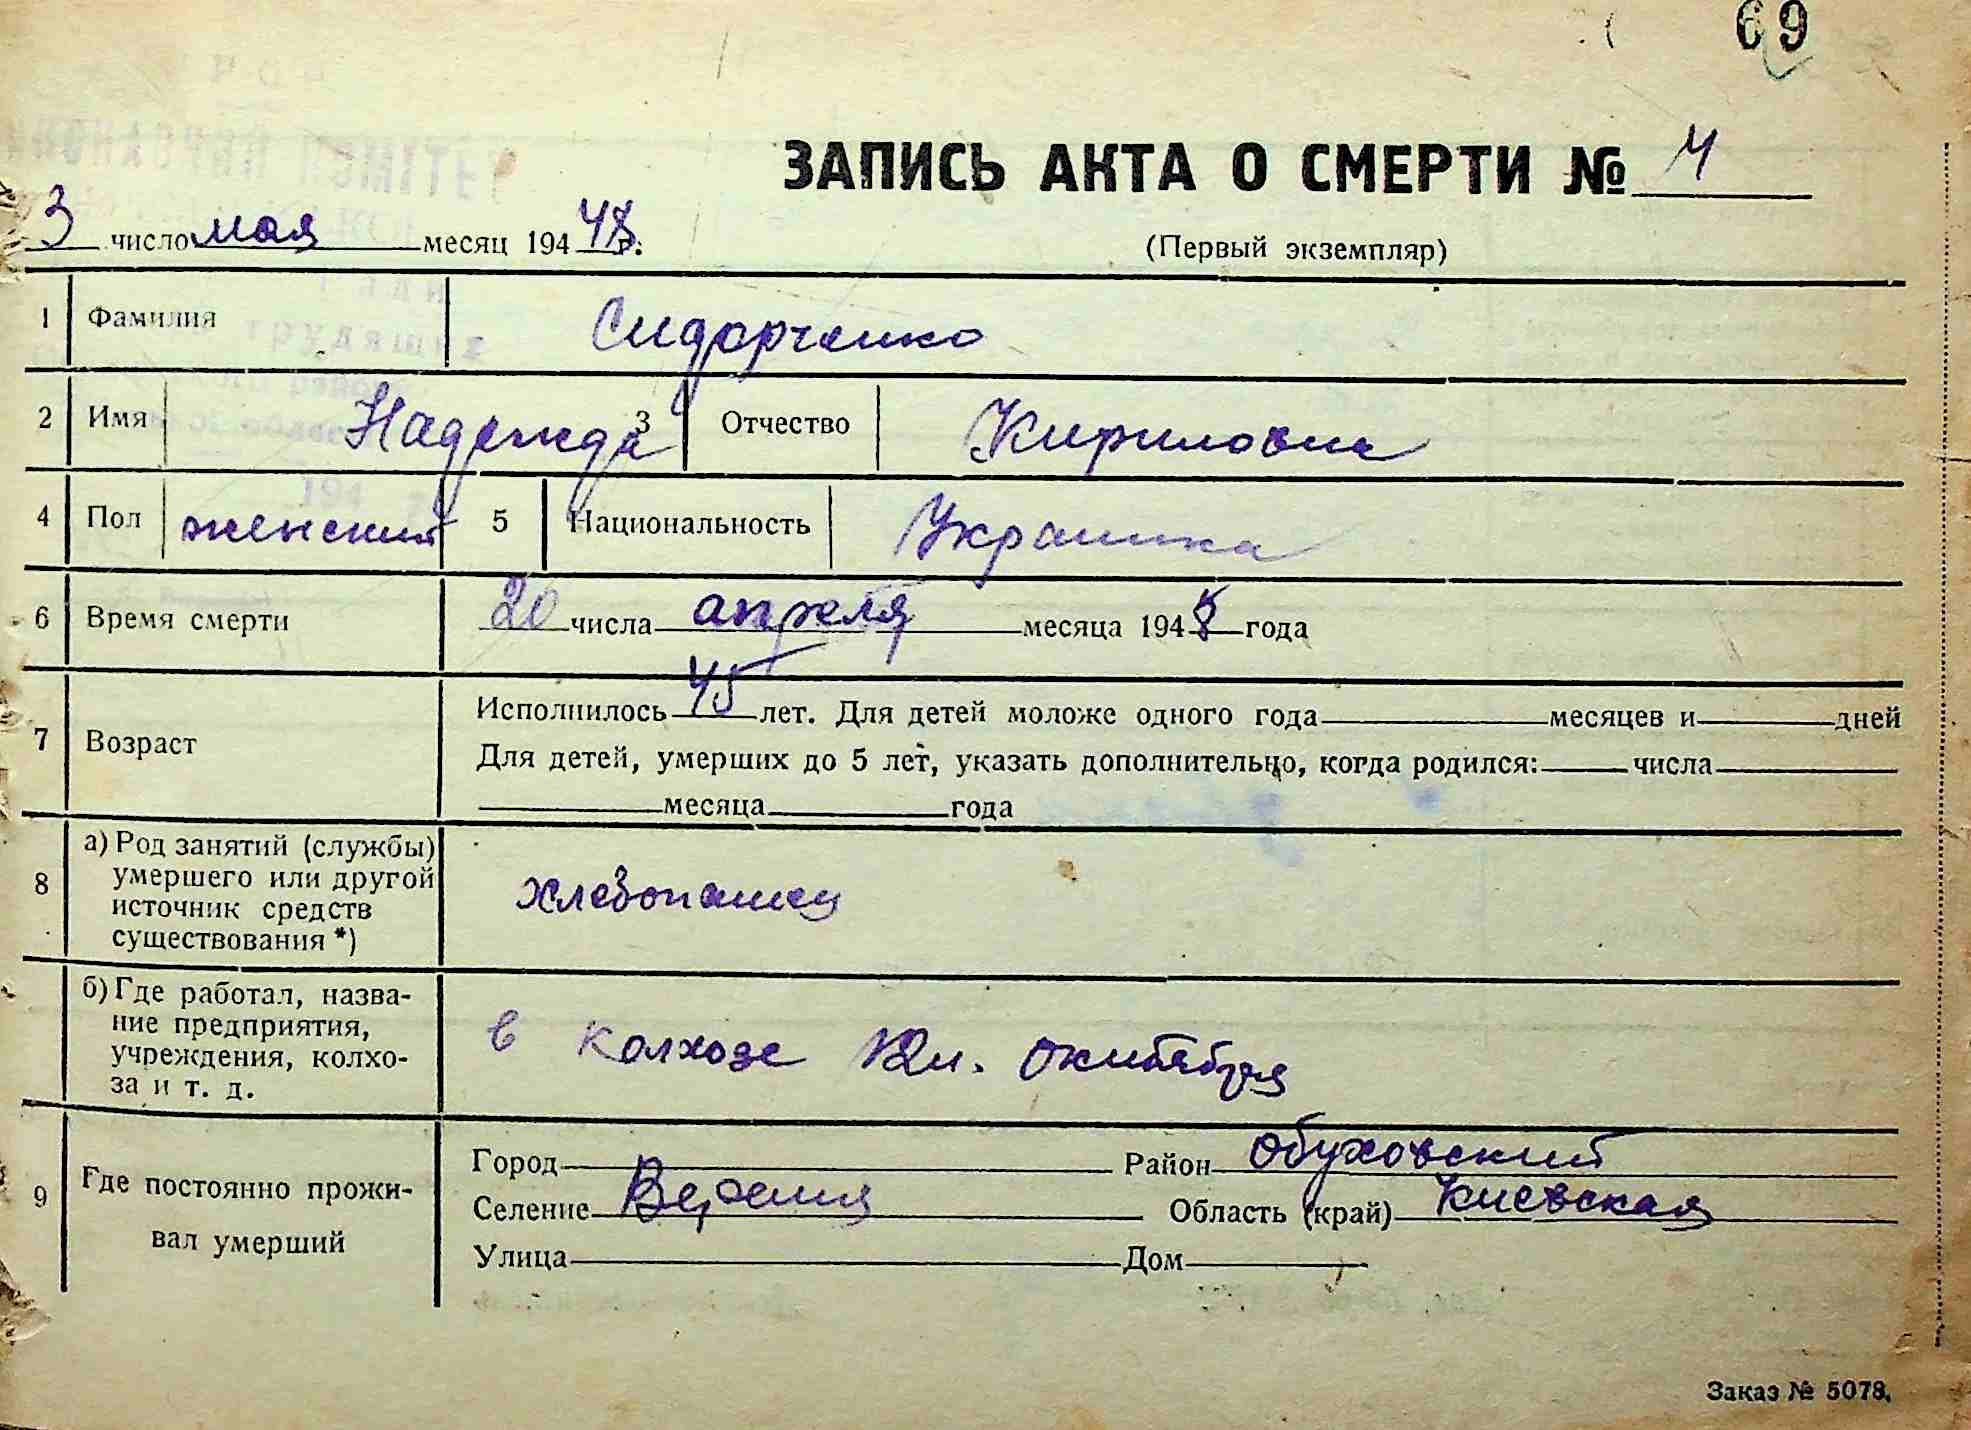 69
ЗАПИСЬ АКТА О СМЕРТИ № 4
3 число мая месяц 194 48 г.
(Первый экземпляр)
1 Фамилия Сидорченко
2 Имя Надежда 3 Отчество Кириловна
4 Пол женский 5 Национальность Украинка
6 Время смерти 20 числа апреля месяца 1948 года
7 Возраст
Исполнилось 45 лет. Для детей моложе одного года месяцев и дней
Для детей, умерших до 5 лет, указать дополнительно, когда родился: числа
месяца года
8 а) Род занятий (службы)
умершего или другой
источник средств
существования *)
хлебопашец
б) Где работал, назва-
ние предприятия,
учреждения, колхо-
за и т. д.
в колхозе Октября
9 Где постоянно прожи-
вал умерший
Город Район Обуховский
Селение Веремия Область (край) Киевская
Улица Дом
Заказ № 5078.